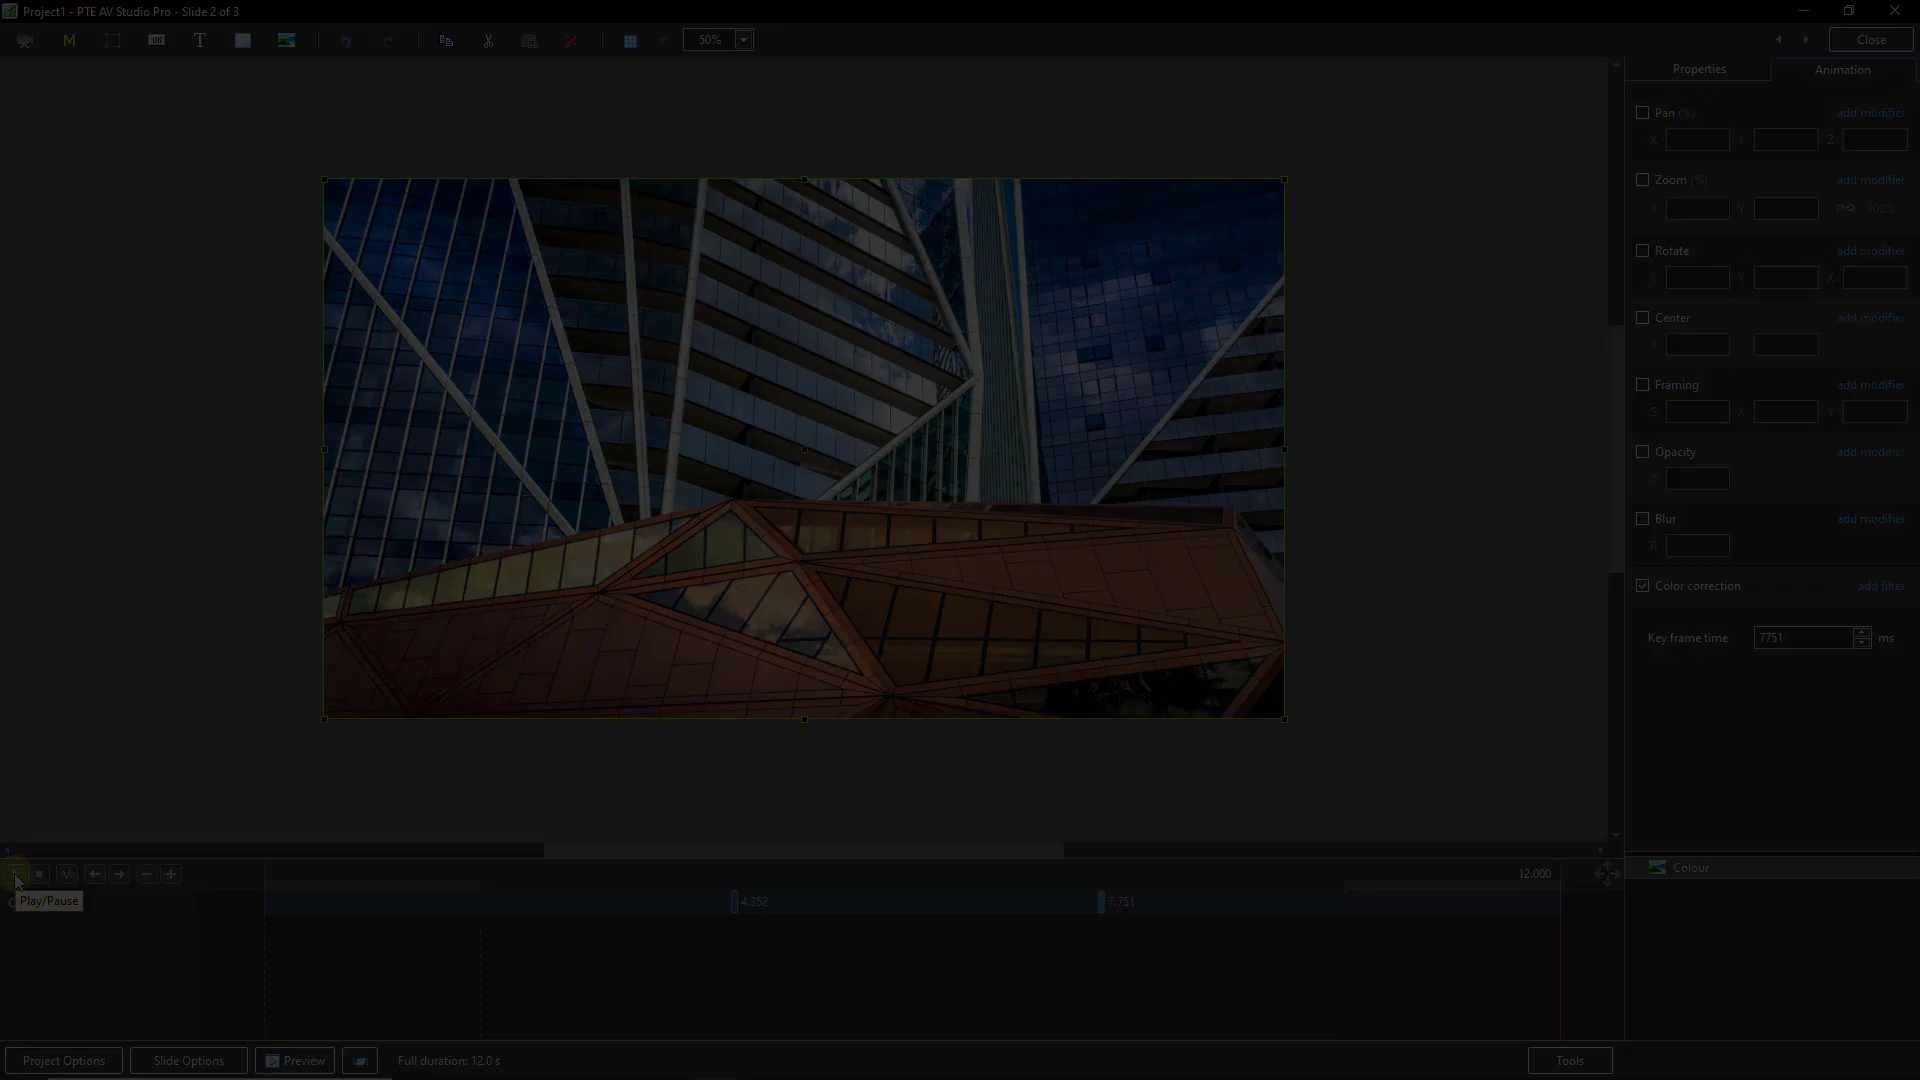 Project1 - PTE AV Studio Pro - Slide 2 of 3
M
OK
T
50%
Close
Properties
Animation
Pan (%)
add modifier
X
Y
Z
Zoom (%)
add modifier
X
Y
100%
Rotate
add modifier
Z
Y
X
Center
add modifier
X
Y
Framing
add modifier
S
X
Y
Opacity
add modifier
A
Blur
add modifier
R
Color correction
add filter
Key frame time
7751
ms
12.000
Colour
Play/Pause
4.352
7.751
Project Options
Slide Options
Preview
Full duration: 12.0 s
Tools